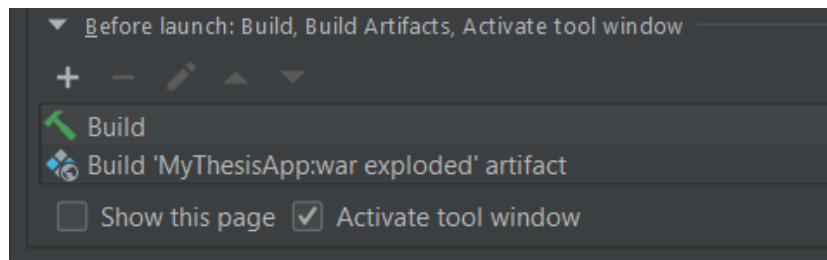 Before launch: Build, Build Artifacts, Activate tool window
Build
Build 'MyThesisApp:war exploded' artifact
Show this page Activate tool window